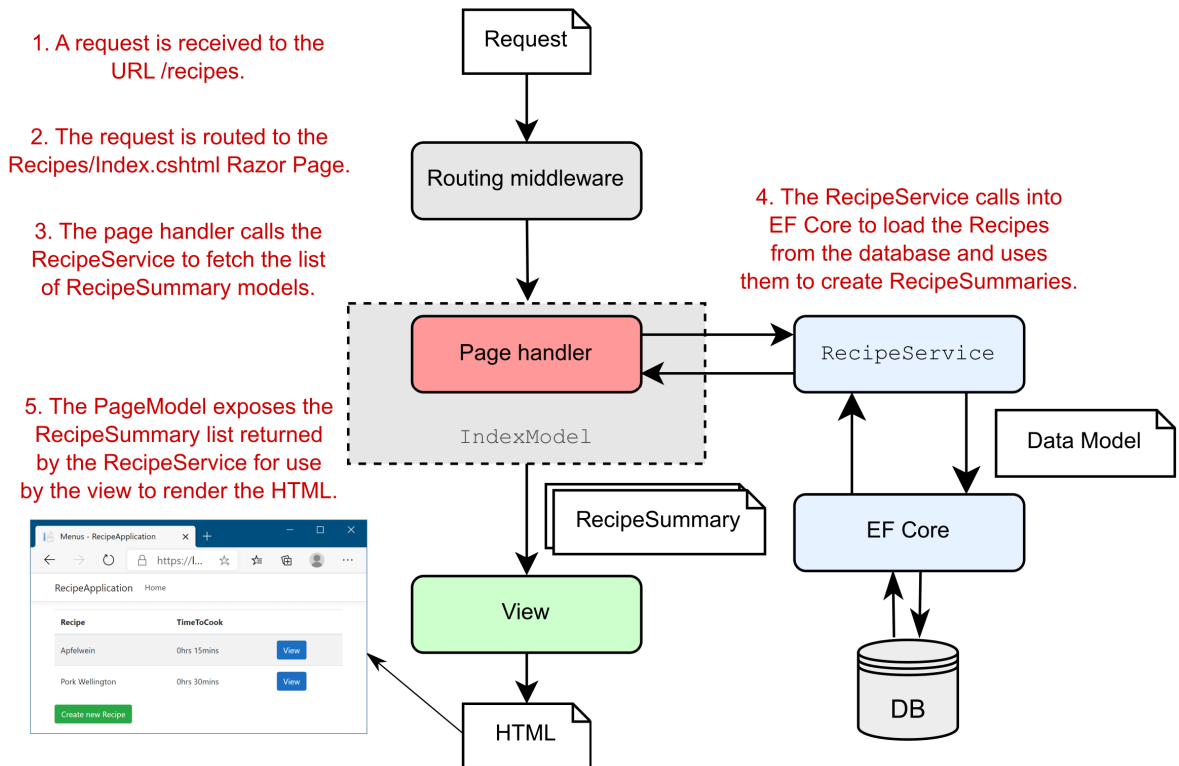 1. A request is received to the
URL /recipes.
Request
2. The request is routed to the
Recipes/Index.cshtml Razor Page.
Routing middleware
3. The page handler calls the
RecipeService to fetch the list
of RecipeSummary models.
4. The RecipeService calls into
EF Core to load the Recipes
from the database and uses
them to create RecipeSummaries.
Page handler
IndexModel
RecipeService
Data Model
5. The PageModel exposes the
RecipeSummary list returned
by the RecipeService for use
by the view to render the HTML.
RecipeSummary
EF Core
View
DB
HTML
Menus - RecipeApplication
https://l...
RecipeApplication Home
Recipe TimeToCook
Apfelwein 0hrs 15mins View
Pork Wellington 0hrs 30mins View
Create new Recipe